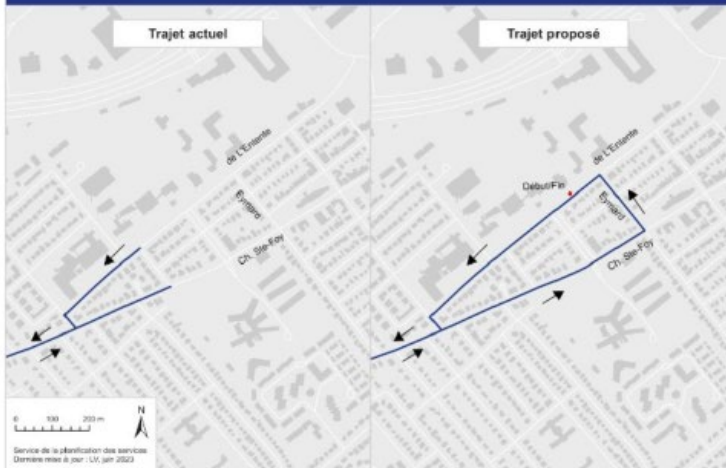 Trajet actuel
Trajet proposé
de L'Entente
Eymard
Ch. Ste-Foy
de L'Entente
Début/Fin
Eymard
Ch. Ste-Foy
0 100 200 m
N
Service de la planification des services
Dernière mise à jour : LV, juin 2023